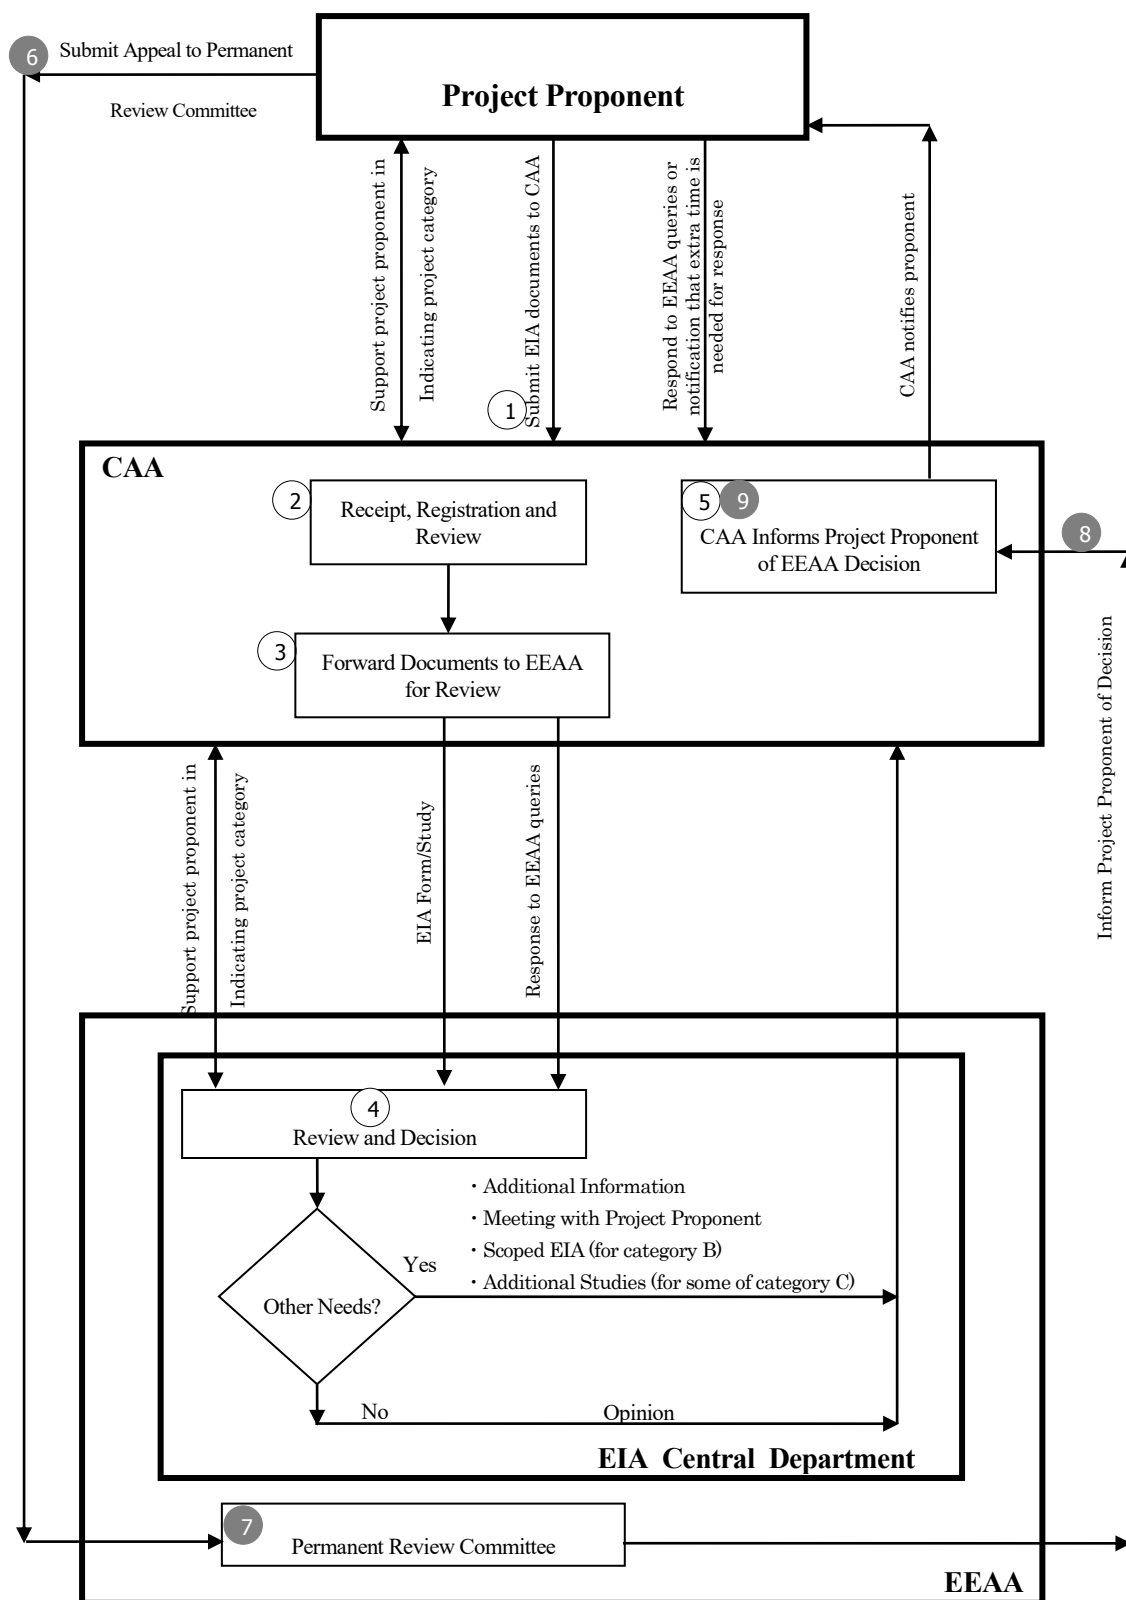 6
Submit Appeal to Permanent
Review Committee
Project Proponent
Support project proponent in
Indicating project category
1
Submit EIA documents to CAA
Respond to EEAA queries or
notification that extra time is
needed for response
CAA notifies proponent
CAA
2
Receipt, Registration and
Review
5
9
CAA Informs Project Proponent
of EEAA Decision
8
3
Forward Documents to EEAA
for Review
Inform Project Proponent of Decision
Support project proponent in
Indicating project category
EIA Form/Study
Response to EEAA queries
4
Review and Decision
・Additional Information
・Meeting with Project Proponent
・Scoped EIA (for category B)
・Additional Studies (for some of category C)
Yes
Other Needs?
No
Opinion
EIA Central Department
7
Permanent Review Committee
EEAA